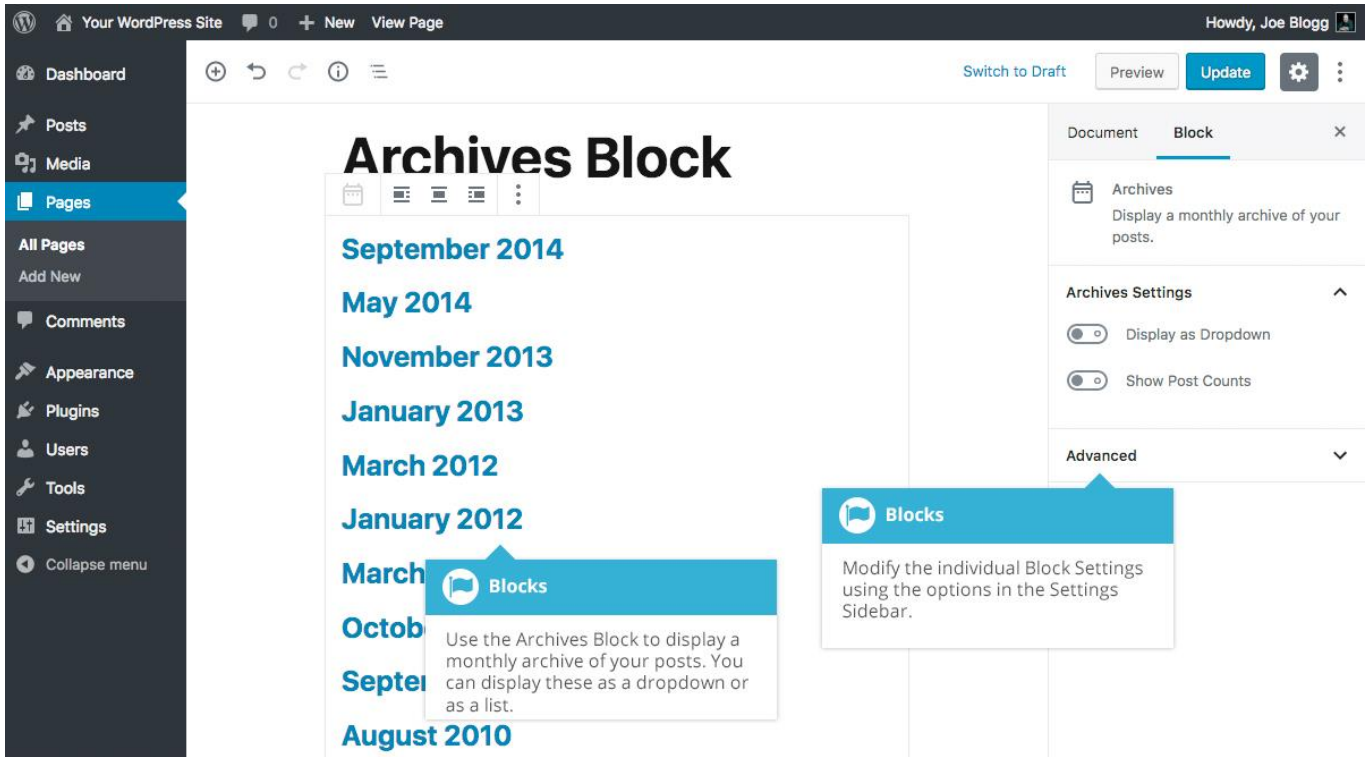 Your WordPress Site 0 New View Page Howdy, Joe Blogg
Dashboard
Posts
Media
Pages
All Pages
Add New
Comments
Appearance
Plugins
Users
Tools
Settings
Collapse menu
Switch to Draft Preview Update
Archives Block
September 2014
May 2014
November 2013
January 2013
March 2012
January 2012
March
August 2010
Blocks
Use the Archives Block to display a
monthly archive of your posts. You
can display these as a dropdown or
as a list.
Document Block
Archives
Display a monthly archive of your
posts.
Archives Settings
Display as Dropdown
Show Post Counts
Advanced
Blocks
Modify the individual Block Settings
using the options in the Settings
Sidebar.